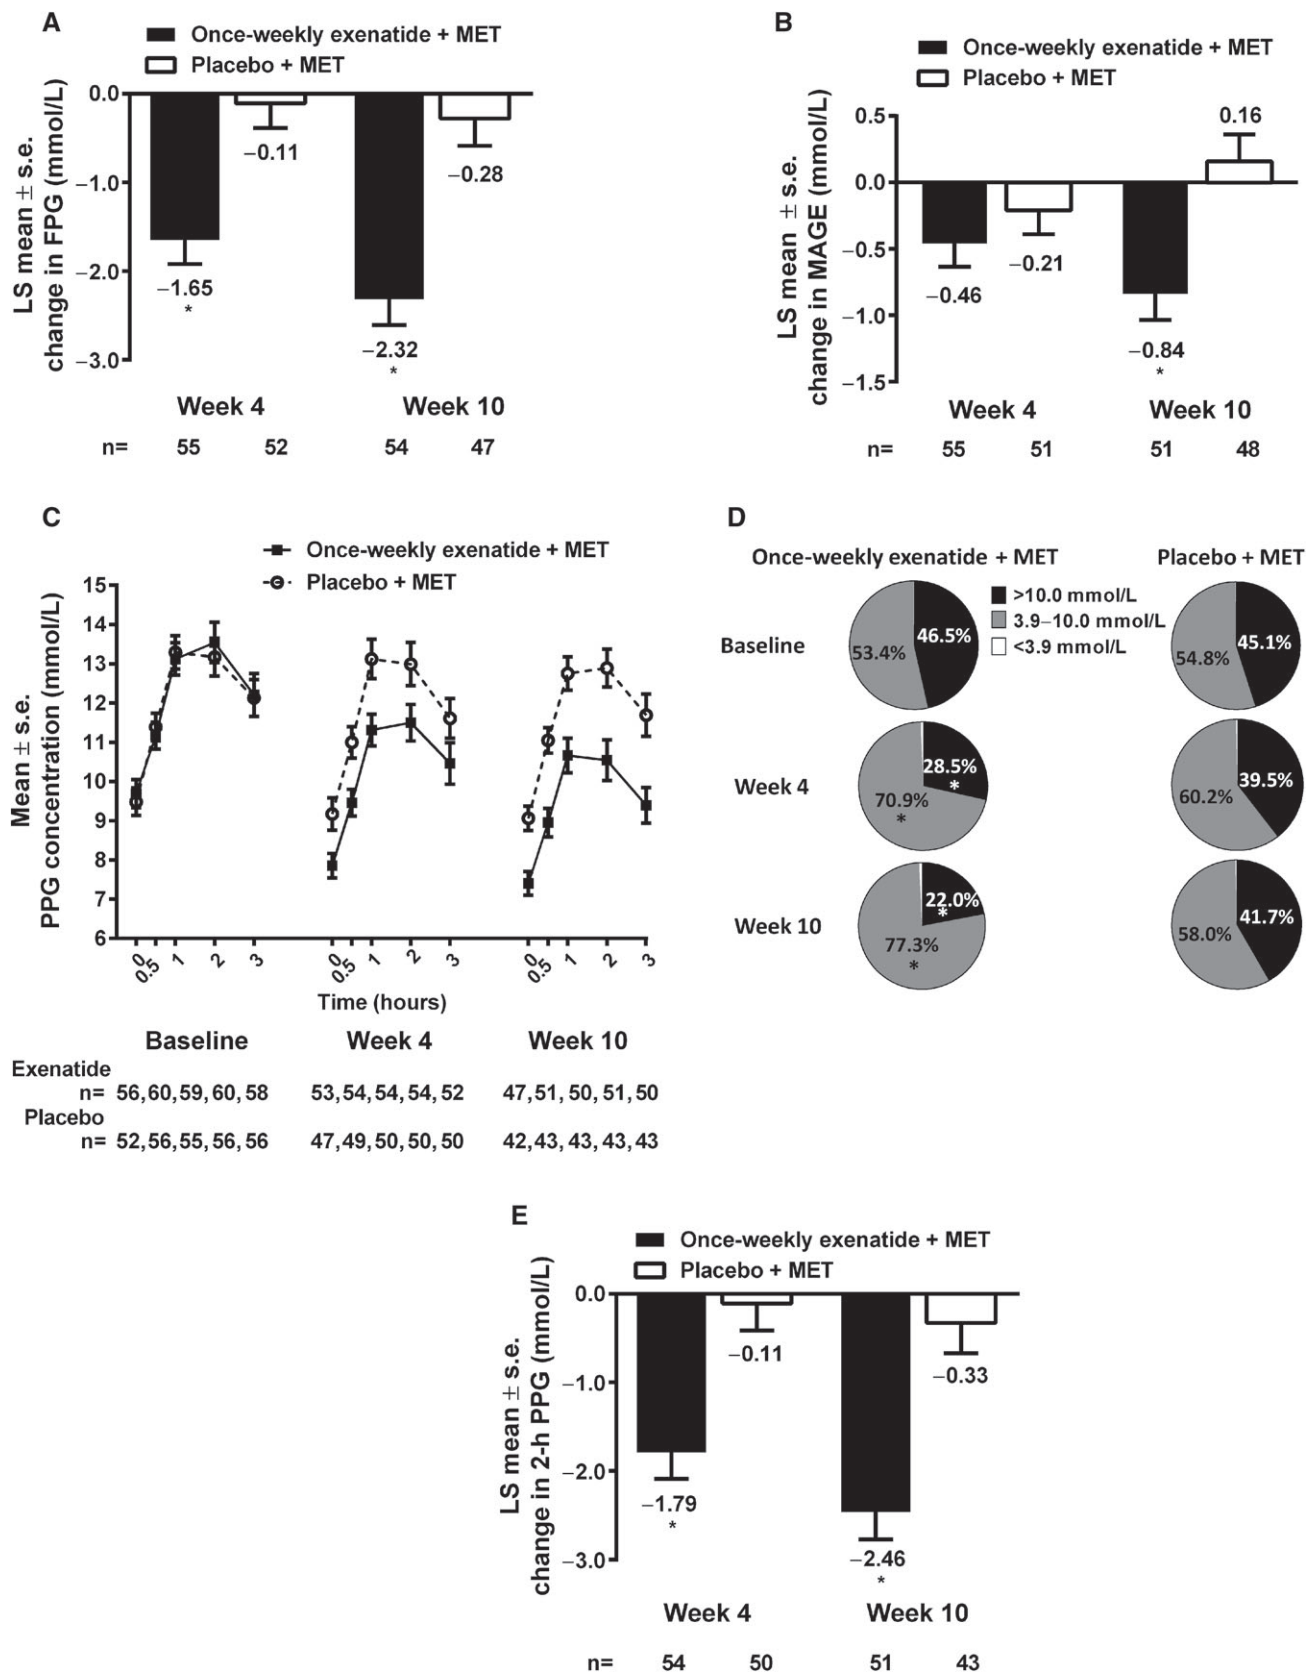 A
Once-weekly exenatide + MET
Placebo + MET
LS mean ± s.e.
change in FPG (mmol/L)
0.0
−1.0
−2.0
−3.0
−1.65
*
−0.11
−2.32
*
−0.28
Week 4
Week 10
n= 55 52 54 47
B
Once-weekly exenatide + MET
Placebo + MET
LS mean ± s.e.
change in MAGE (mmol/L)
0.5
0.0
−0.5
−1.0
−1.5
−0.46
−0.21
−0.84
*
0.16
Week 4
Week 10
n= 55 51 51 48
C
Once-weekly exenatide + MET
Placebo + MET
Mean ± s.e.
PPG concentration (mmol/L)
15
14
13
12
11
10
9
8
7
6
0 0.5 1 2 3
0 0.5 1 2 3
0 0.5 1 2 3
Time (hours)
Baseline
Week 4
Week 10
Exenatide
n= 56,60,59,60,58 53,54,54,54,52 47,51,50,51,50
Placebo
n= 52,56,55,56,56 47,49,50,50,50 42,43,43,43,43
D
Once-weekly exenatide + MET
Placebo + MET
>10.0 mmol/L
3.9–10.0 mmol/L
<3.9 mmol/L
Baseline
46.5%
53.4%
45.1%
54.8%
Week 4
28.5%
*
70.9%
*
39.5%
60.2%
Week 10
22.0%
*
77.3%
*
41.7%
58.0%
E
Once-weekly exenatide + MET
Placebo + MET
LS mean ± s.e.
change in 2-h PPG (mmol/L)
0.0
−1.0
−2.0
−3.0
−1.79
*
−0.11
−2.46
*
−0.33
Week 4
Week 10
n= 54 50 51 43